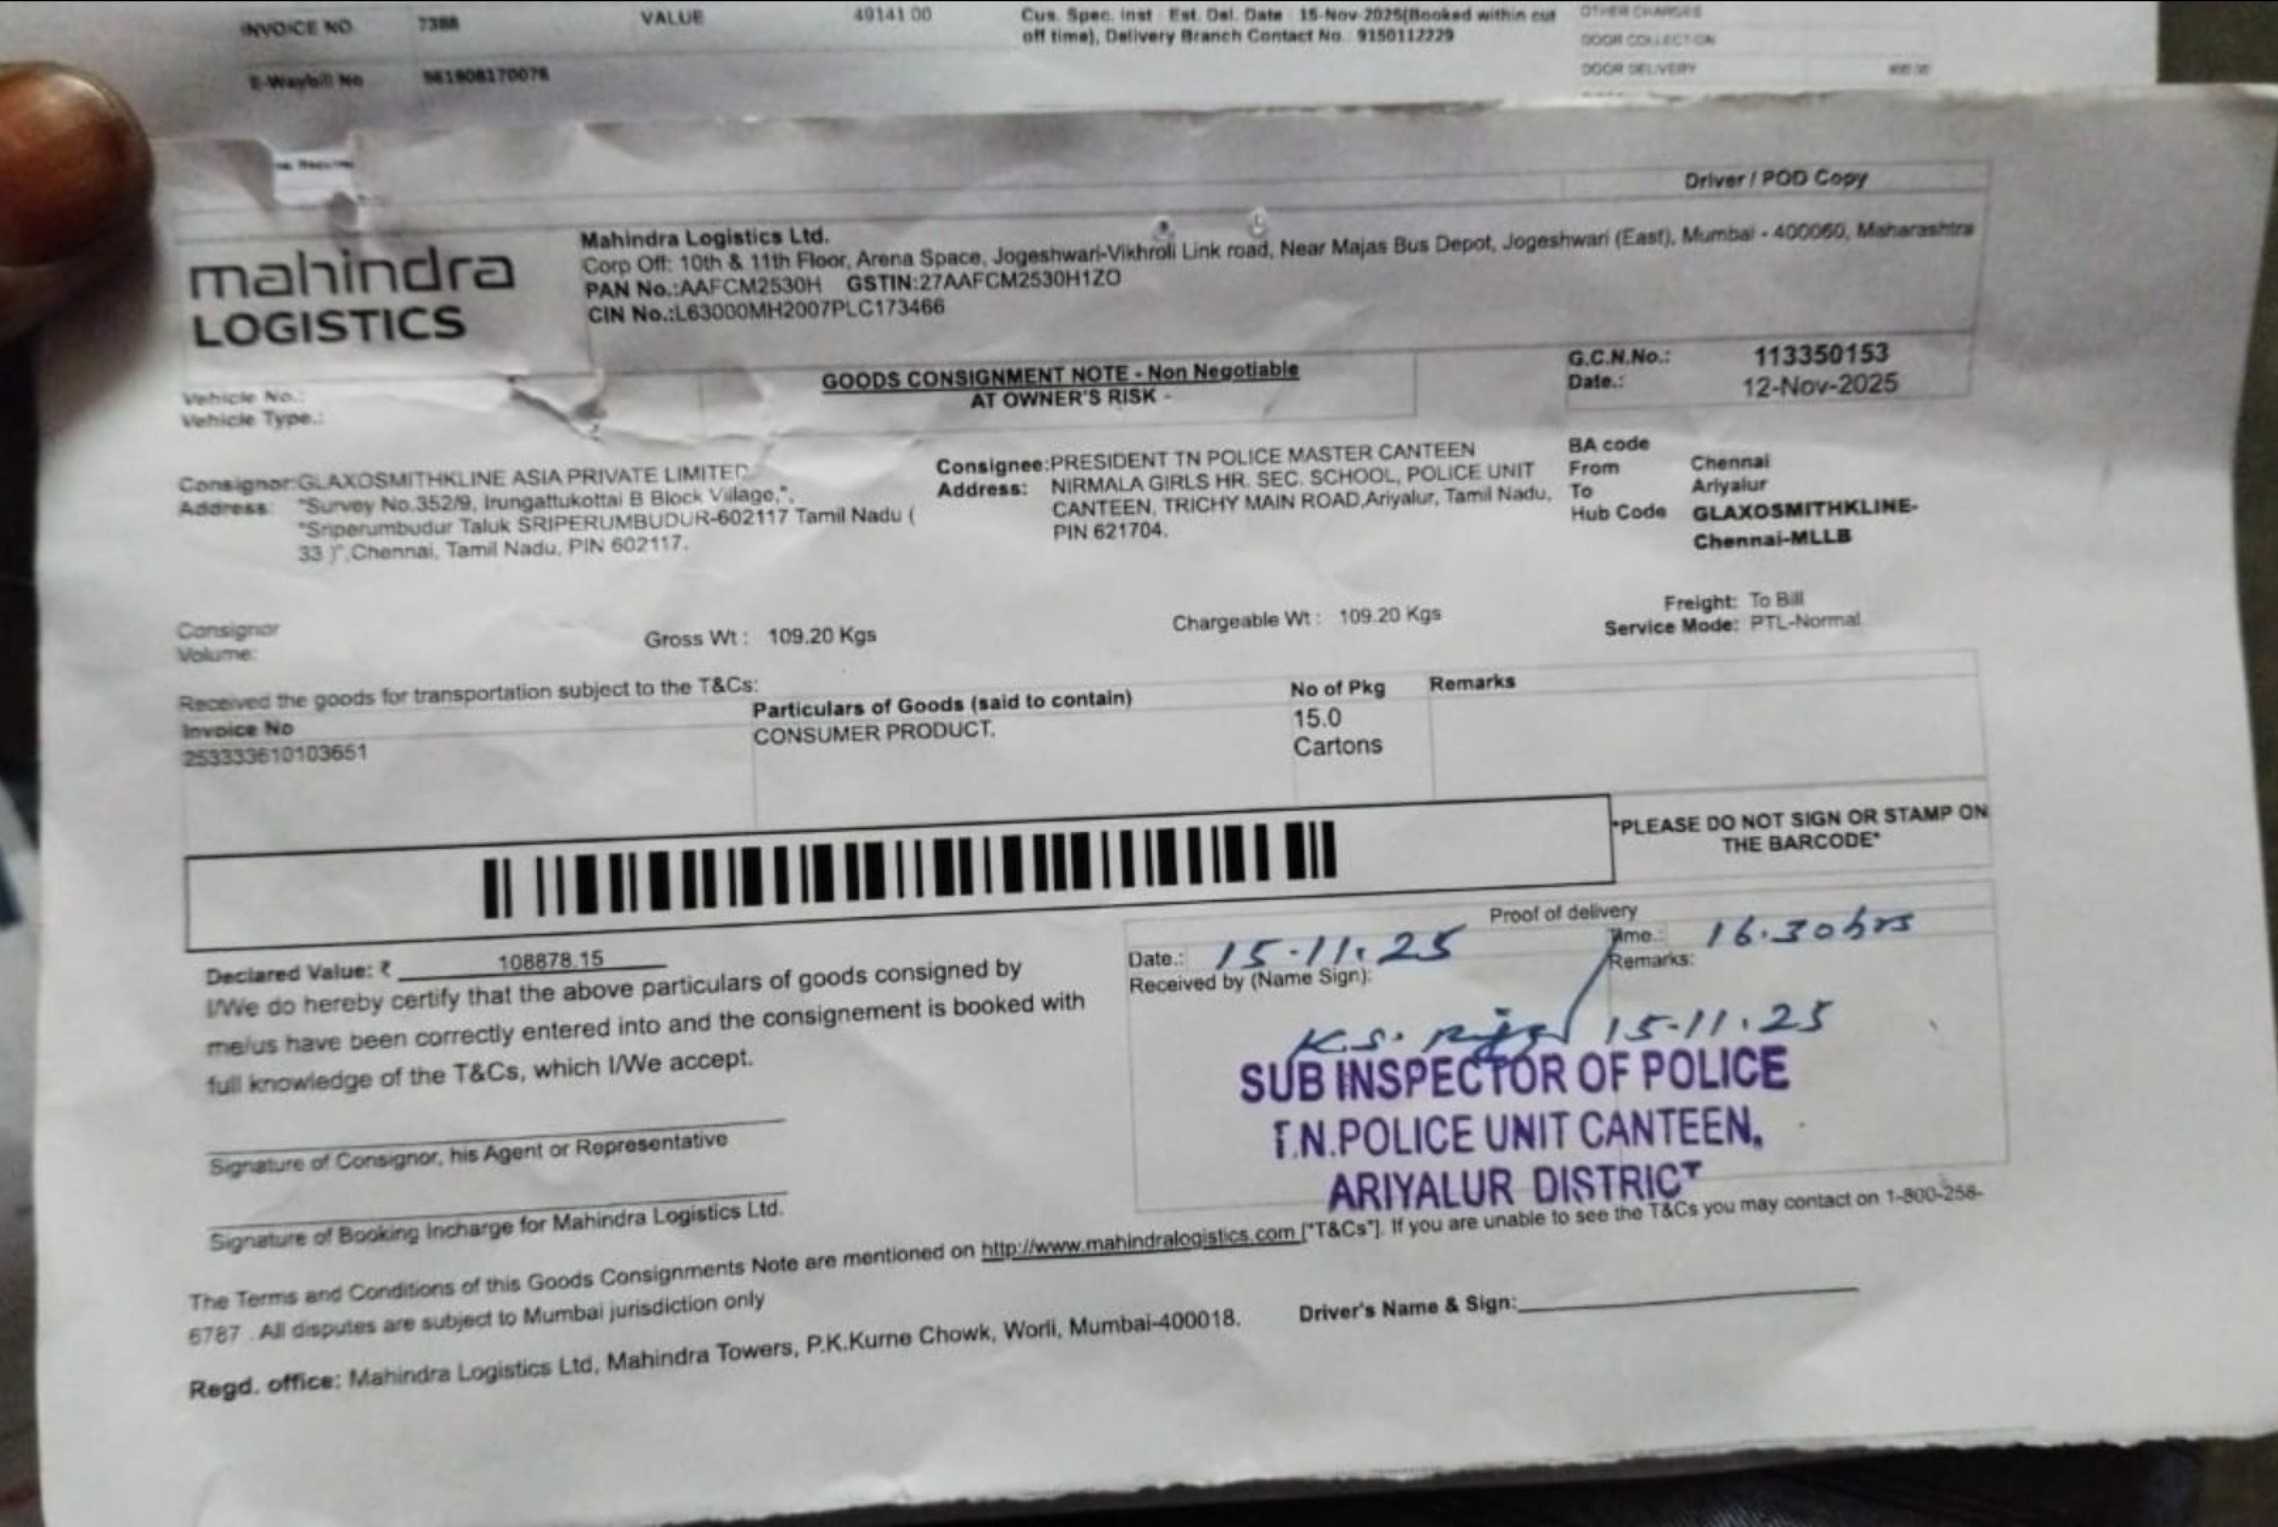 INVOICE NO 7388 VALUE 49141.00
Cus. Spec. inst Est. Del. Date 15-Nov-2025(Booked within cut
off time), Delivery Branch Contact No. 9150112229
OTHER CHARGES
DOOR COLLECTION
DOOR DELIVERY
E-Waybill No 561908170078
Driver / POD Copy
mahindra
LOGISTICS
Mahindra Logistics Ltd.
Corp Off: 10th & 11th Floor, Arena Space, Jogeshwari-Vikhroli Link road, Near Majas Bus Depot, Jogeshwari (East), Mumbai - 400060, Maharashtra
PAN No.:AAFCM2530H GSTIN:27AAFCM2530H1ZO
CIN No.:L63000MH2007PLC173466
Vehicle No.:
Vehicle Type.:
GOODS CONSIGNMENT NOTE - Non Negotiable
AT OWNER'S RISK -
G.C.N.No.: 113350153
Date.: 12-Nov-2025
Consignor:GLAXOSMITHKLINE ASIA PRIVATE LIMITED
Address: "Survey No.352/9, Irungattukottai B Block Village,",
"Sriperumbudur Taluk SRIPERUMBUDUR-602117 Tamil Nadu (
33 )",Chennai, Tamil Nadu, PIN 602117.
Consignee:PRESIDENT TN POLICE MASTER CANTEEN
Address: NIRMALA GIRLS HR. SEC. SCHOOL, POLICE UNIT
CANTEEN, TRICHY MAIN ROAD,Ariyalur, Tamil Nadu,
PIN 621704.
BA code
From Chennai
To Ariyalur
Hub Code GLAXOSMITHKLINE-
Chennai-MLLB
Consignor
Volume:
Gross Wt : 109.20 Kgs
Chargeable Wt : 109.20 Kgs
Freight: To Bill
Service Mode: PTL-Normal
Received the goods for transportation subject to the T&Cs:
Invoice No
253333610103651
Particulars of Goods (said to contain)
CONSUMER PRODUCT.
No of Pkg
15.0
Cartons
Remarks
*PLEASE DO NOT SIGN OR STAMP ON
THE BARCODE*
Declared Value: ₹ 108878.15
I/We do hereby certify that the above particulars of goods consigned by
me/us have been correctly entered into and the consignement is booked with
full knowledge of the T&Cs, which I/We accept.
Proof of delivery
Date.: 15.11.25
Time.: 16.30hrs
Received by (Name Sign):
Remarks:
K.S. 15-11.25
SUB INSPECTOR OF POLICE
T.N.POLICE UNIT CANTEEN,
ARIYALUR DISTRICT
Signature of Consignor, his Agent or Representative
Signature of Booking Incharge for Mahindra Logistics Ltd.
The Terms and Conditions of this Goods Consignments Note are mentioned on http://www.mahindralogistics.com ["T&Cs"]. If you are unable to see the T&Cs you may contact on 1-800-258-
6787 . All disputes are subject to Mumbai jurisdiction only
Regd. office: Mahindra Logistics Ltd, Mahindra Towers, P.K.Kurne Chowk, Worli, Mumbai-400018.
Driver's Name & Sign: